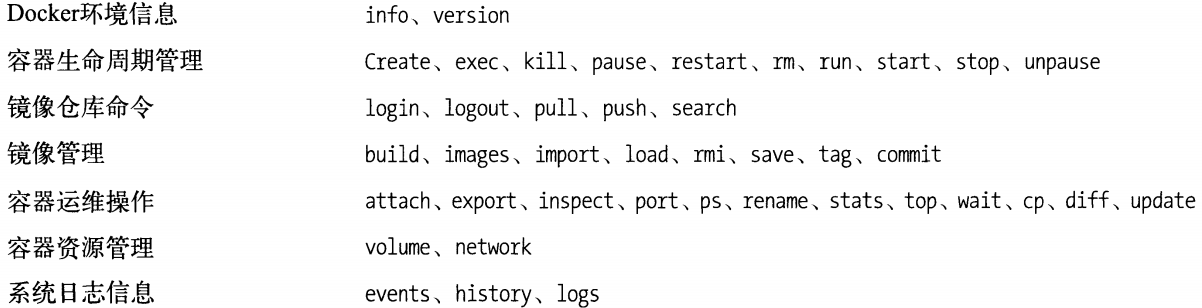 Docker环境信息 info、version
容器生命周期管理 Create、exec、kill、pause、restart、rm、run、start、stop、unpause
镜像仓库命令 login、logout、pull、push、search
镜像管理 build、images、import、load、rmi、save、tag、commit
容器运维操作 attach、export、inspect、port、ps、rename、stats、top、wait、cp、diff、update
容器资源管理 volume、network
系统日志信息 events、history、logs